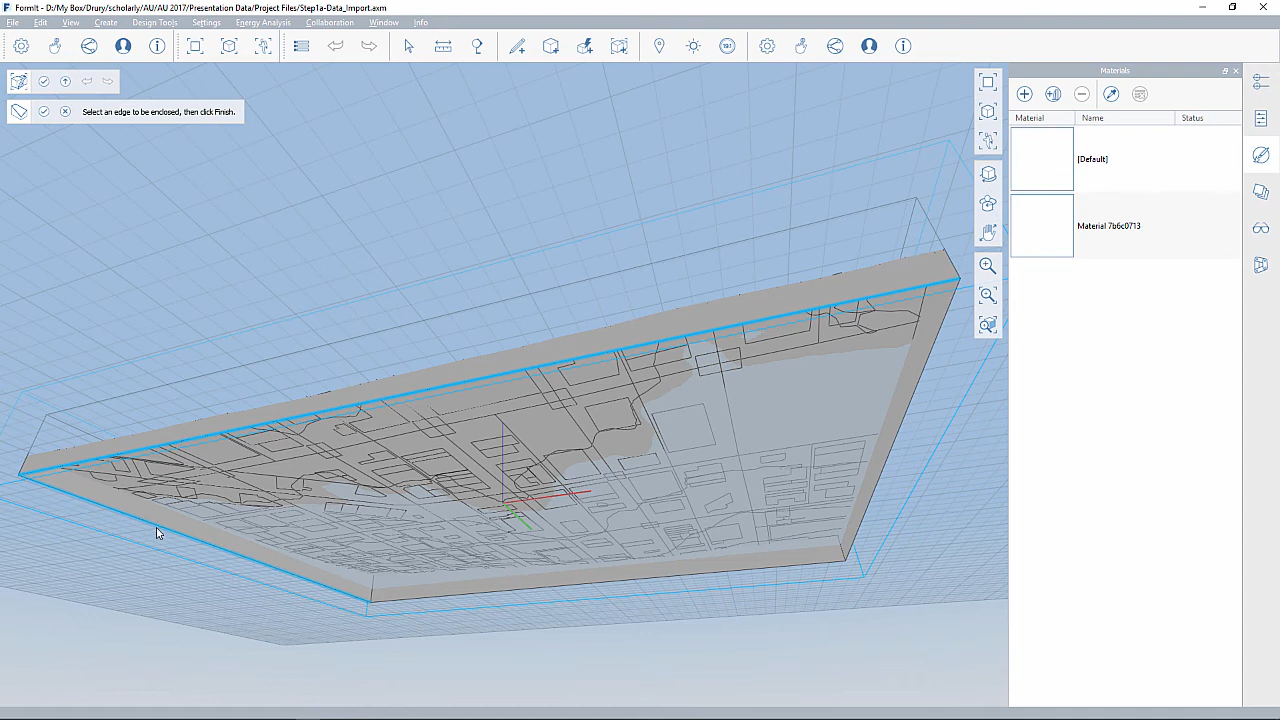 FormIt - D:/My Box/Drury/scholarly/AU/AU 2017/Presentation Data/Project Files/Step1a-Data_Import.axm
File Edit View Create Design Tools Settings Energy Analysis Collaboration Window Info
Materials
Select an edge to be enclosed, then click Finish.
Material Name Status
[Default]
Material 7b6c0713